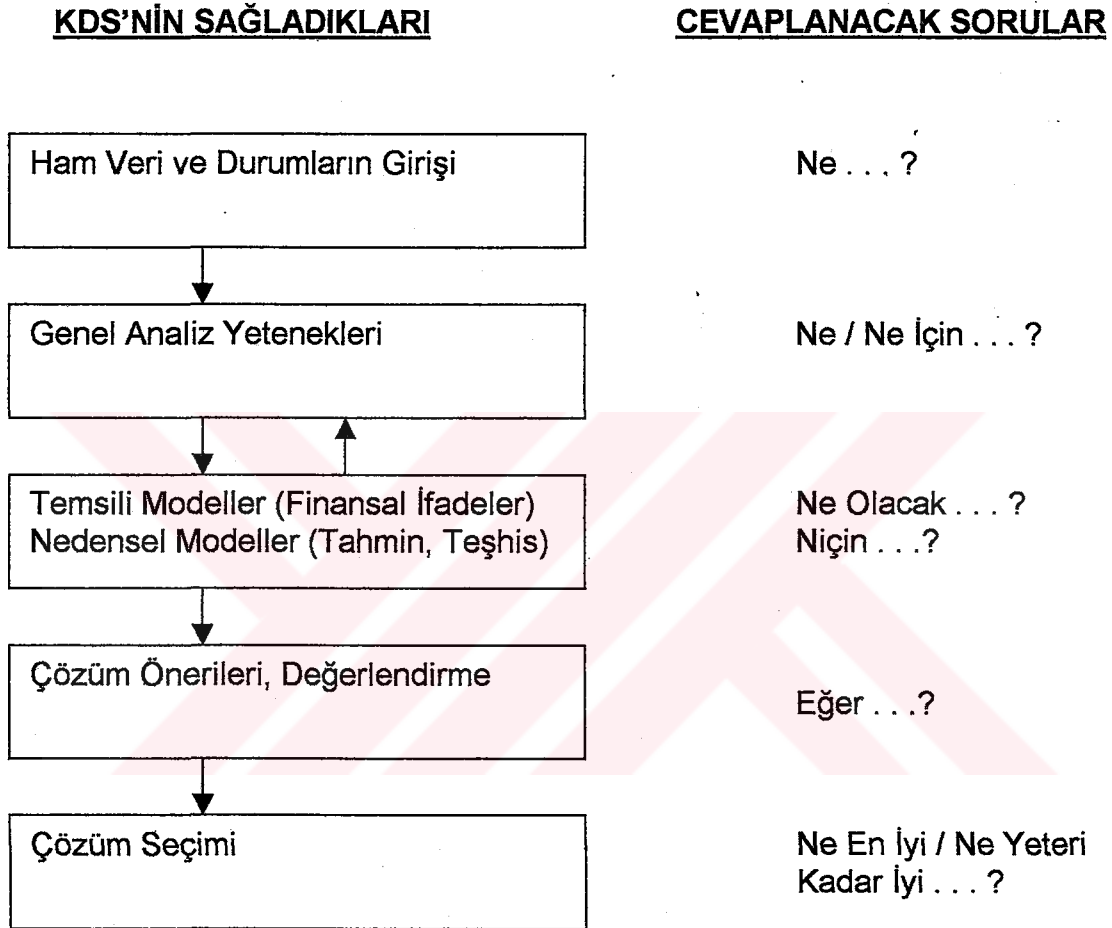 KDS'NİN SAĞLADIKLARI
CEVAPLANACAK SORULAR
Ham Veri ve Durumların Girişi
Ne . . . ?
Genel Analiz Yetenekleri
Ne / Ne İçin . . . ?
Temsili Modeller (Finansal İfadeler)
Nedensel Modeller (Tahmin, Teşhis)
Ne Olacak . . . ?
Niçin . . .?
Çözüm Önerileri, Değerlendirme
Eğer . . .?
Çözüm Seçimi
Ne En İyi / Ne Yeteri
Kadar İyi . . . ?